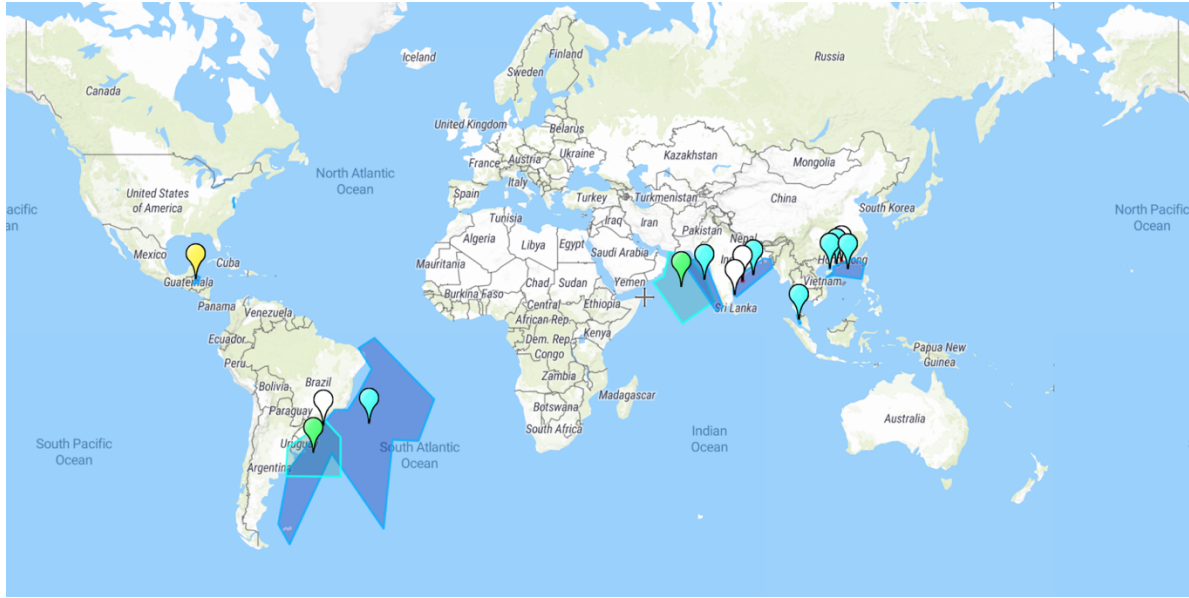 Iceland
Finland
Sweden
Russia
Canada
United Kingdom
Belarus
Ukraine
France
Austria
Kazakhstan
Mongolia
North Atlantic
Ocean
Italy
Spain
Turkey
Turkmenistan
China
South Korea
United States
of America
acific
an
North Pacific
Ocean
Tunisia
Iraq
Iran
Pakistan
Nepal
Algeria
Libya
Egypt
Saudi Arabia
Mexico
Cuba
Mauritania
Guatemala
Yemen
Vietnam
Burkina Faso
Chad
Sudan
Panama
Venezuela
Central
African Rep.
Ethiopia
Sri Lanka
Ecuador
Dem. Rep.
Congo
Kenya
Papua New
Guinea
Peru
Brazil
Zambia
Bolivia
Madagascar
Paraguay
Botswana
South Africa
Australia
South Pacific
Ocean
South Atlantic
Ocean
Indian
Ocean
Argentina